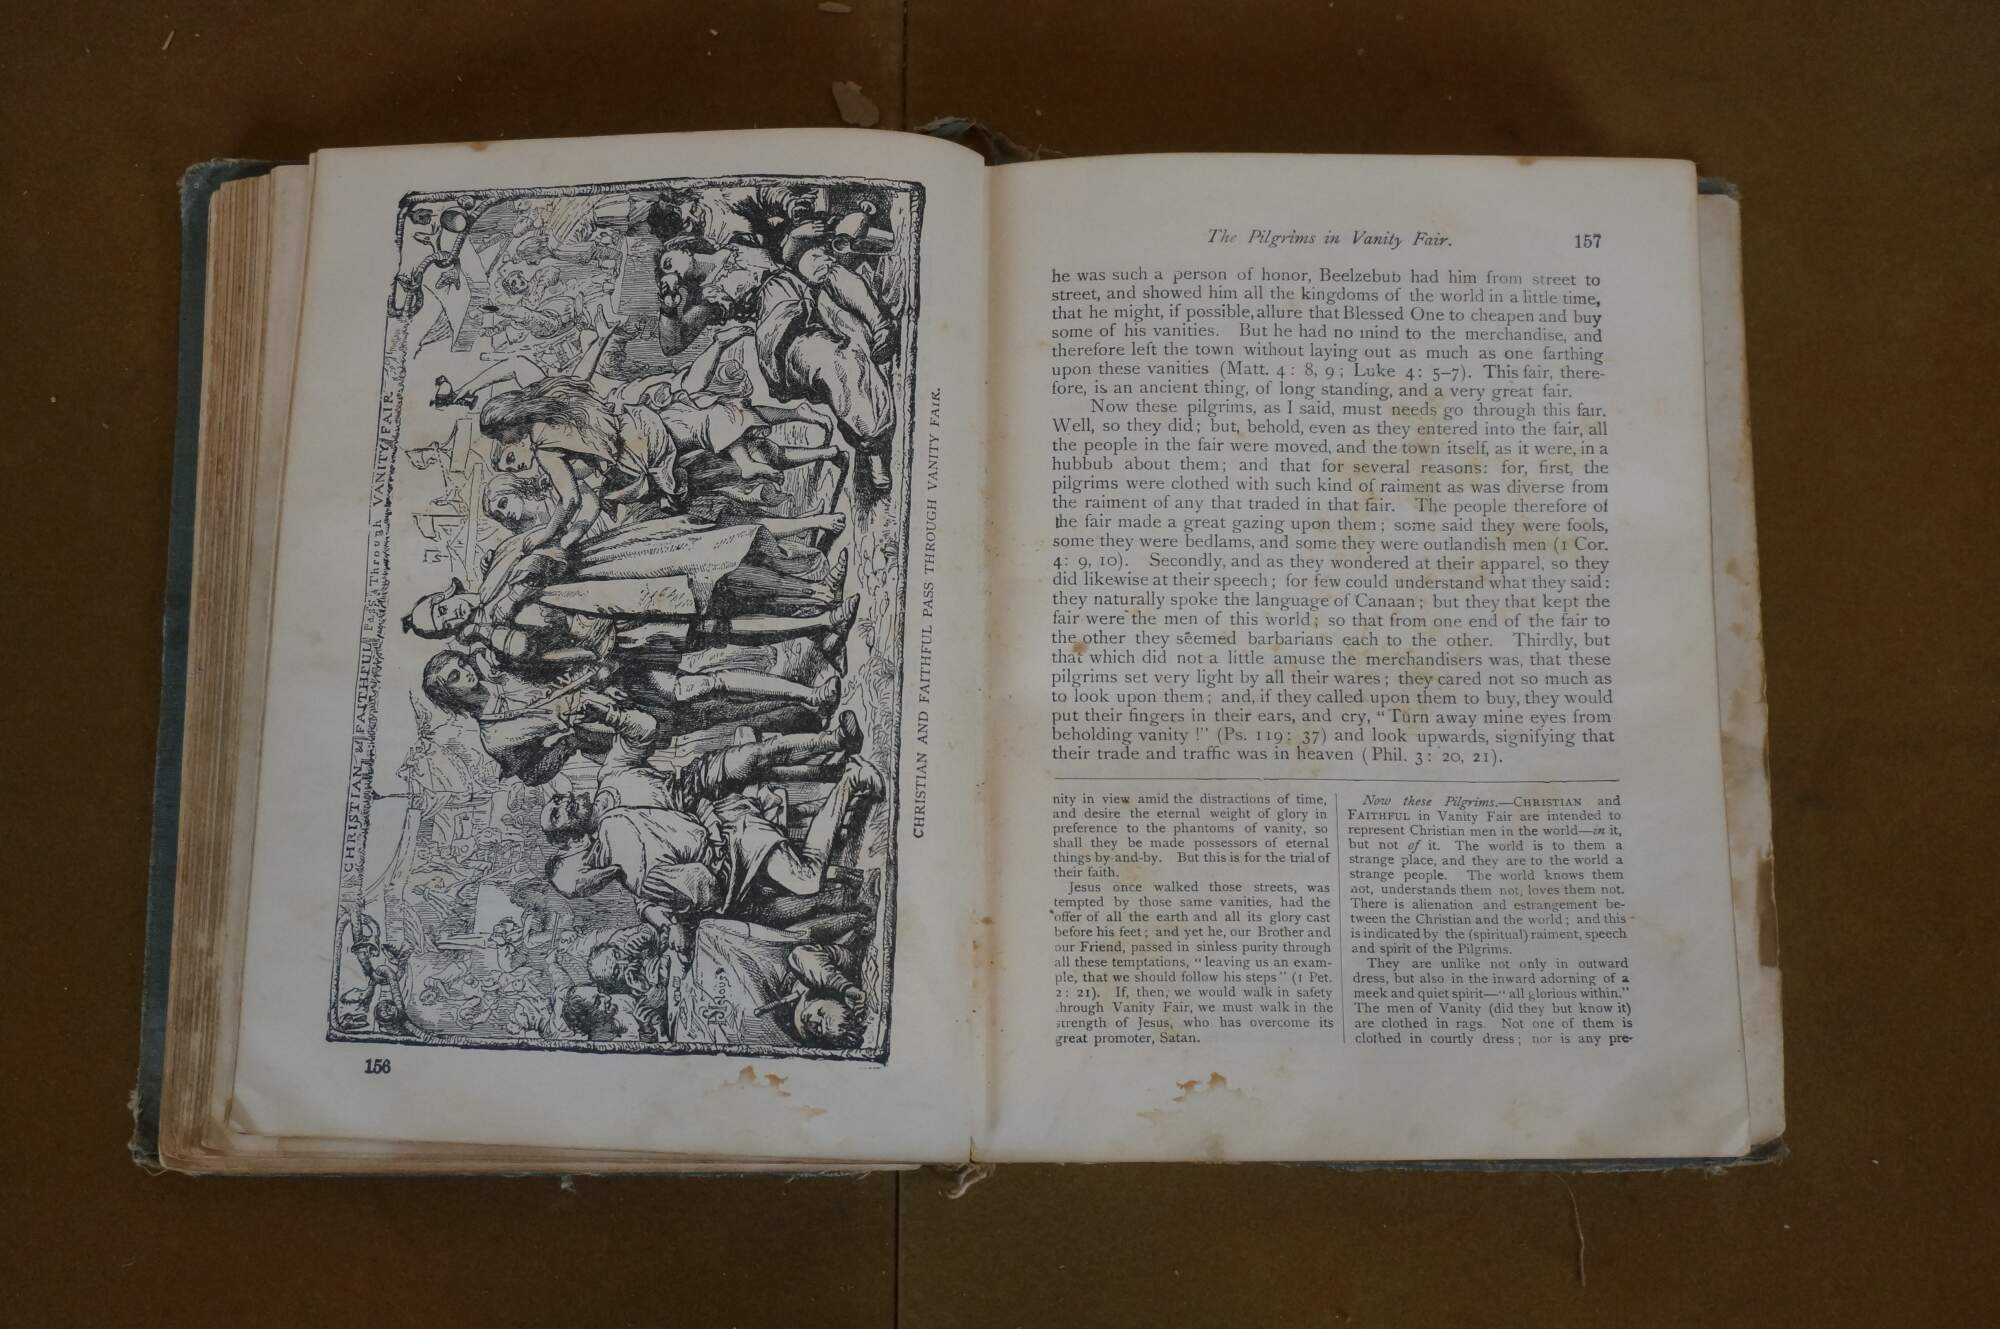 CHRISTIAN & FAITHFUL Pass Through VANITY FAIR
CHRISTIAN AND FAITHFUL PASS THROUGH VANITY FAIR.
156
The Pilgrims in Vanity Fair.
157
he was such a person of honor, Beelzebub had him from street to
street, and showed him all the kingdoms of the world in a little time,
that he might, if possible, allure that Blessed One to cheapen and buy
some of his vanities. But he had no mind to the merchandise, and
therefore left the town without laying out as much as one farthing
upon these vanities (Matt. 4: 8, 9; Luke 4: 5–7). This fair, there-
fore, is an ancient thing, of long standing, and a very great fair.
Now these pilgrims, as I said, must needs go through this fair.
Well, so they did; but, behold, even as they entered into the fair, all
the people in the fair were moved, and the town itself, as it were, in a
hubbub about them; and that for several reasons: for, first, the
pilgrims were clothed with such kind of raiment as was diverse from
the raiment of any that traded in that fair. The people therefore of
the fair made a great gazing upon them; some said they were fools,
some they were bedlams, and some they were outlandish men (1 Cor.
4: 9, 10). Secondly, and as they wondered at their apparel, so they
did likewise at their speech; for few could understand what they said:
they naturally spoke the language of Canaan; but they that kept the
fair were the men of this world; so that from one end of the fair to
the other they seemed barbarians each to the other. Thirdly, but
that which did not a little amuse the merchandisers was, that these
pilgrims set very light by all their wares; they cared not so much as
to look upon them; and, if they called upon them to buy, they would
put their fingers in their ears, and cry, "Turn away mine eyes from
beholding vanity!" (Ps. 119: 37) and look upwards, signifying that
their trade and traffic was in heaven (Phil. 3: 20, 21).
nity in view amid the distractions of time,
and desire the eternal weight of glory in
preference to the phantoms of vanity, so
shall they be made possessors of eternal
things by-and-by. But this is for the trial of
their faith.
Jesus once walked those streets, was
tempted by those same vanities, had the
offer of all the earth and all its glory cast
before his feet; and yet he, our Brother and
our Friend, passed in sinless purity through
all these temptations, "leaving us an exam-
ple, that we should follow his steps" (1 Pet.
2: 21). If, then, we would walk in safety
through Vanity Fair, we must walk in the
strength of Jesus, who has overcome its
great promoter, Satan.
Now these Pilgrims.—CHRISTIAN and
FAITHFUL in Vanity Fair are intended to
represent Christian men in the world—in it,
but not of it. The world is to them a
strange place, and they are to the world a
strange people. The world knows them
not, understands them not, loves them not.
There is alienation and estrangement be-
tween the Christian and the world; and this
is indicated by the (spiritual) raiment, speech
and spirit of the Pilgrims.
They are unlike not only in outward
dress, but also in the inward adorning of a
meek and quiet spirit—"all glorious within."
The men of Vanity (did they but know it)
are clothed in rags. Not one of them is
clothed in courtly dress; nor is any pre-